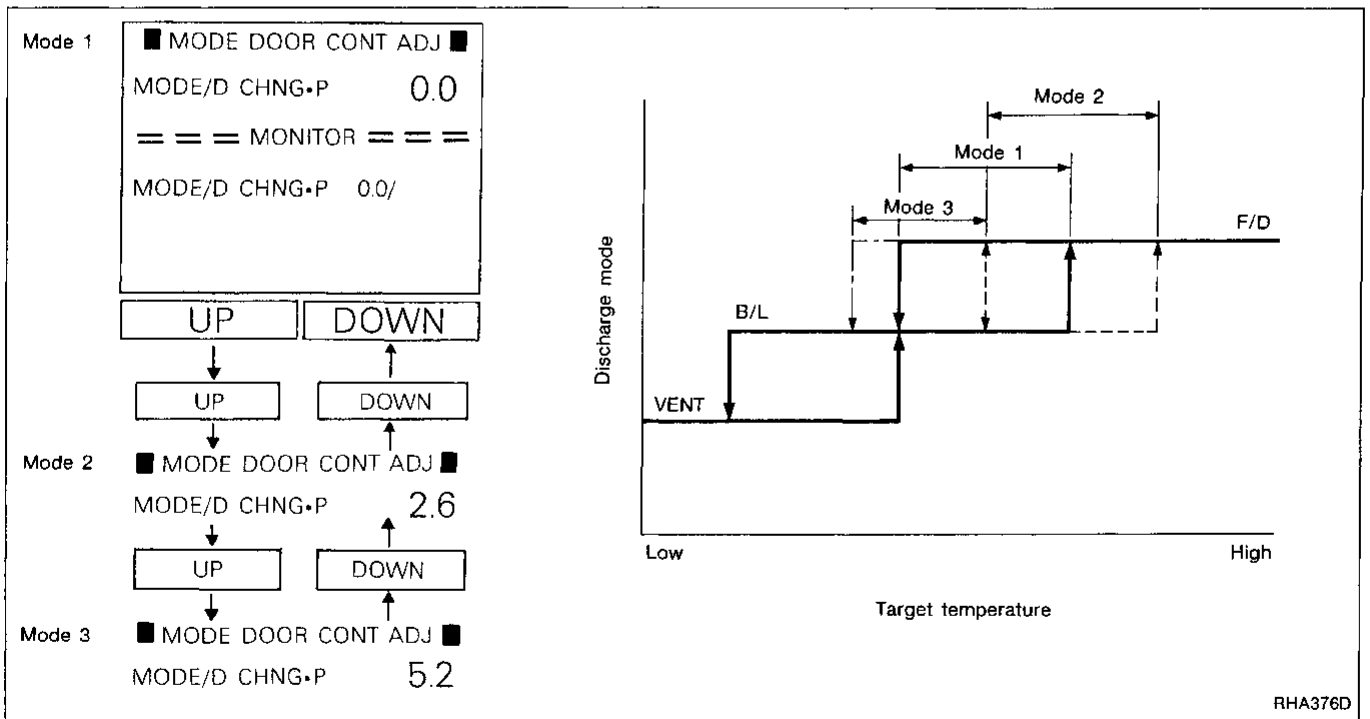 Mode 1
■ MODE DOOR CONT ADJ ■
MODE/D CHNG•P 0.0
= = = MONITOR = = =
MODE/D CHNG•P 0.0/
UP DOWN
UP DOWN
Mode 2
■ MODE DOOR CONT ADJ ■
MODE/D CHNG•P 2.6
UP DOWN
Mode 3
■ MODE DOOR CONT ADJ ■
MODE/D CHNG•P 5.2
Mode 2
Mode 1
Mode 3
F/D
B/L
VENT
Discharge mode
Low High
Target temperature
RHA376D